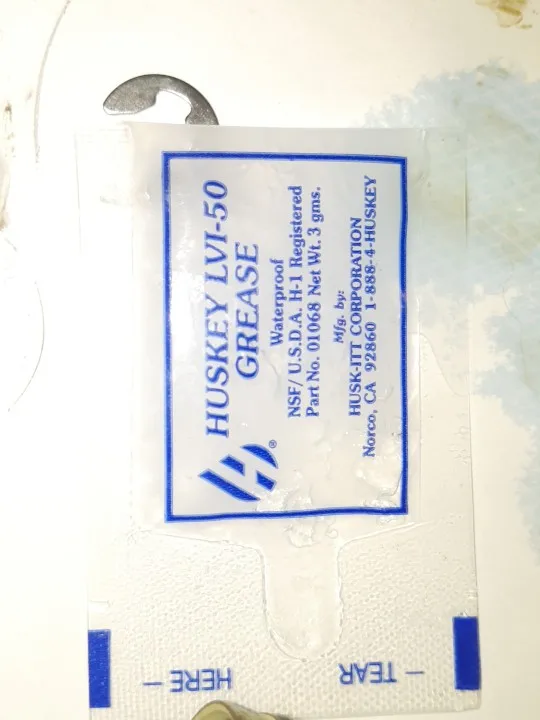 HUSKEY LVI-50
GREASE
Waterproof
NSF/ U.S.D.A. H-1 Registered
Part No. 01068 Net Wt. 3 gms.
Mfg. by:
HUSK-ITT CORPORATION
Norco, CA 92860 1-888-4-HUSKEY
®
— TEAR
HERE —